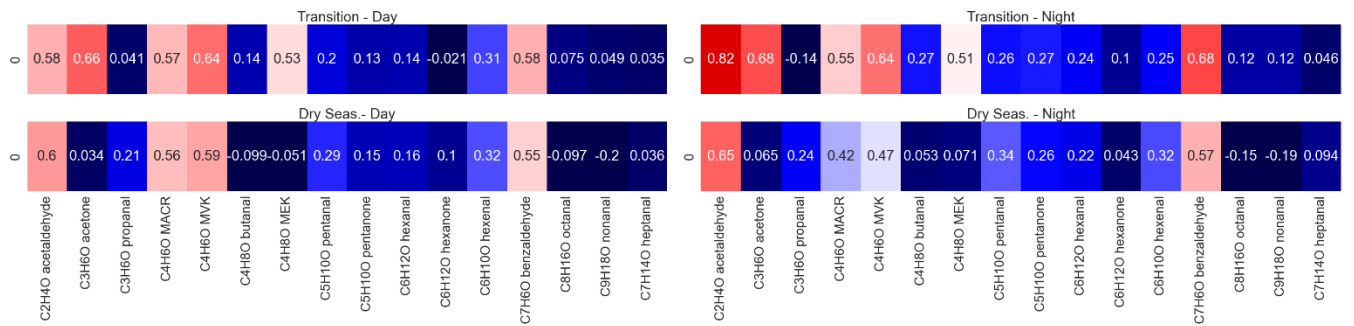 Transition - Day
0
0.58 0.66 0.041 0.57 0.64 0.14 0.53 0.2 0.13 0.14 -0.021 0.31 0.58 0.075 0.049 0.035
Dry Seas.- Day
0
0.6 0.034 0.21 0.56 0.59 -0.099 -0.051 0.29 0.15 0.16 0.1 0.32 0.55 -0.097 -0.2 0.036
C2H4O acetaldehyde
C3H6O acetone
C3H6O propanal
C4H6O MACR
C4H6O MVK
C4H8O butanal
C4H8O MEK
C5H10O pentanal
C5H10O pentanone
C6H12O hexanal
C6H12O hexanone
C6H10O hexenal
C7H6O benzaldehyde
C8H16O octanal
C9H18O nonanal
C7H14O heptanal
Transition - Night
0
0.82 0.68 -0.14 0.55 0.64 0.27 0.51 0.26 0.27 0.24 0.1 0.25 0.68 0.12 0.12 0.046
Dry Seas. - Night
0
0.65 0.065 0.24 0.42 0.47 0.053 0.071 0.34 0.26 0.22 0.043 0.32 0.57 -0.15 -0.19 0.094
C2H4O acetaldehyde
C3H6O acetone
C3H6O propanal
C4H6O MACR
C4H6O MVK
C4H8O butanal
C4H8O MEK
C5H10O pentanal
C5H10O pentanone
C6H12O hexanal
C6H12O hexanone
C6H10O hexenal
C7H6O benzaldehyde
C8H16O octanal
C9H18O nonanal
C7H14O heptanal